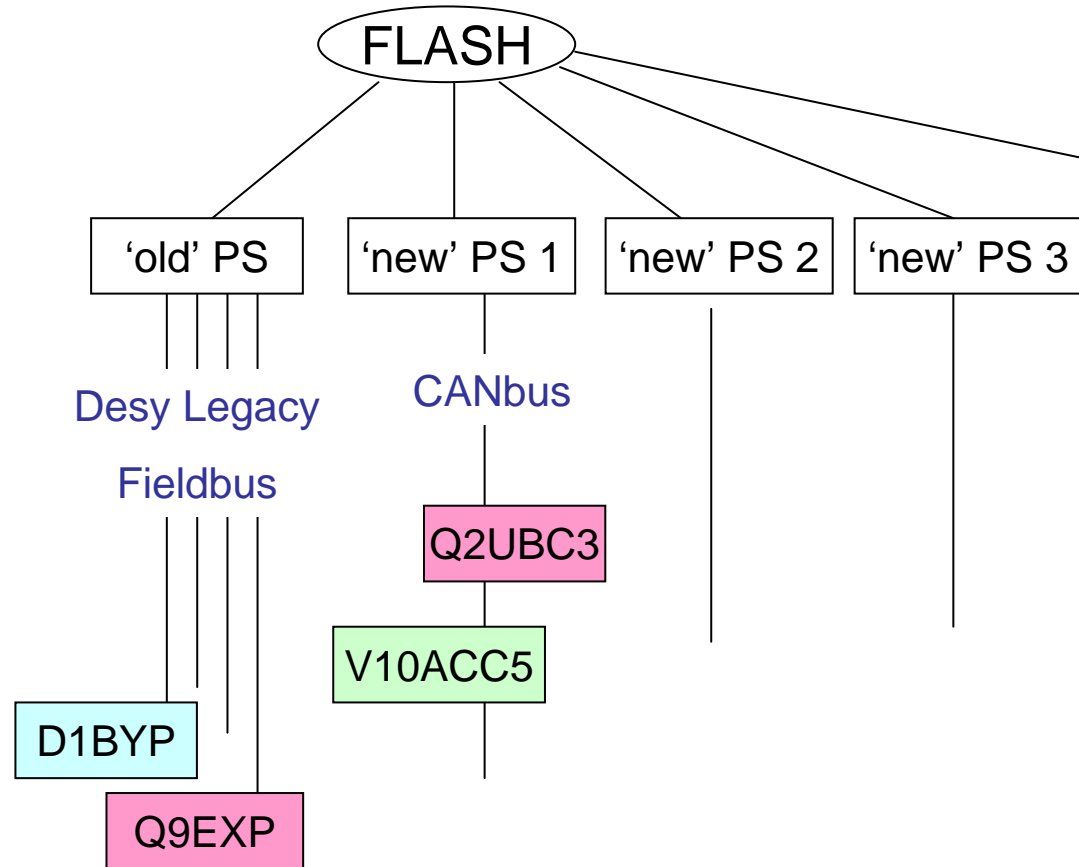 FLASH
‘old’ PS
‘new’ PS 1
‘new’ PS 2
‘new’ PS 3
Desy Legacy
Fieldbus
CANbus
Q2UBC3
V10ACC5
D1BYP
Q9EXP